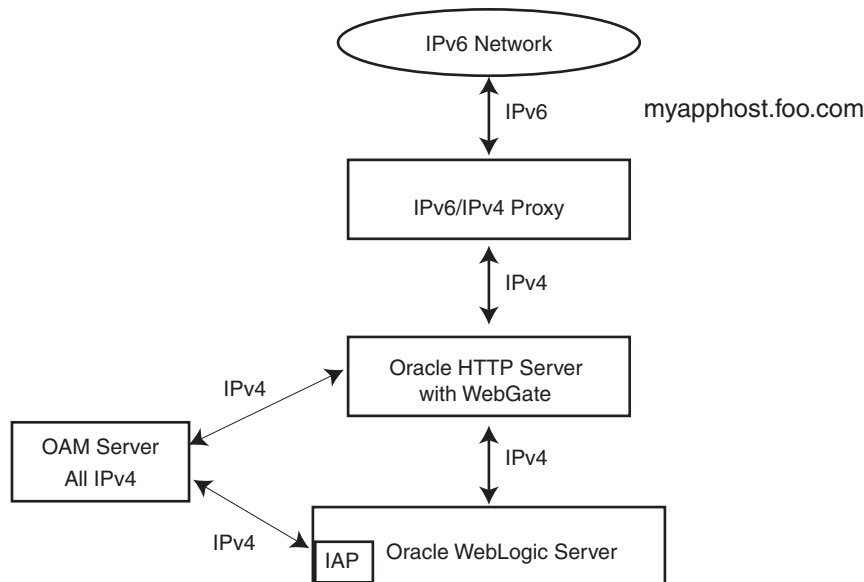 IPv6 Network
IPv6
myapphost.foo.com
IPv6/IPv4 Proxy
IPv4
Oracle HTTP Server
with WebGate
IPv4
OAM Server
All IPv4
IPv4
IPv4
IAP
Oracle WebLogic Server